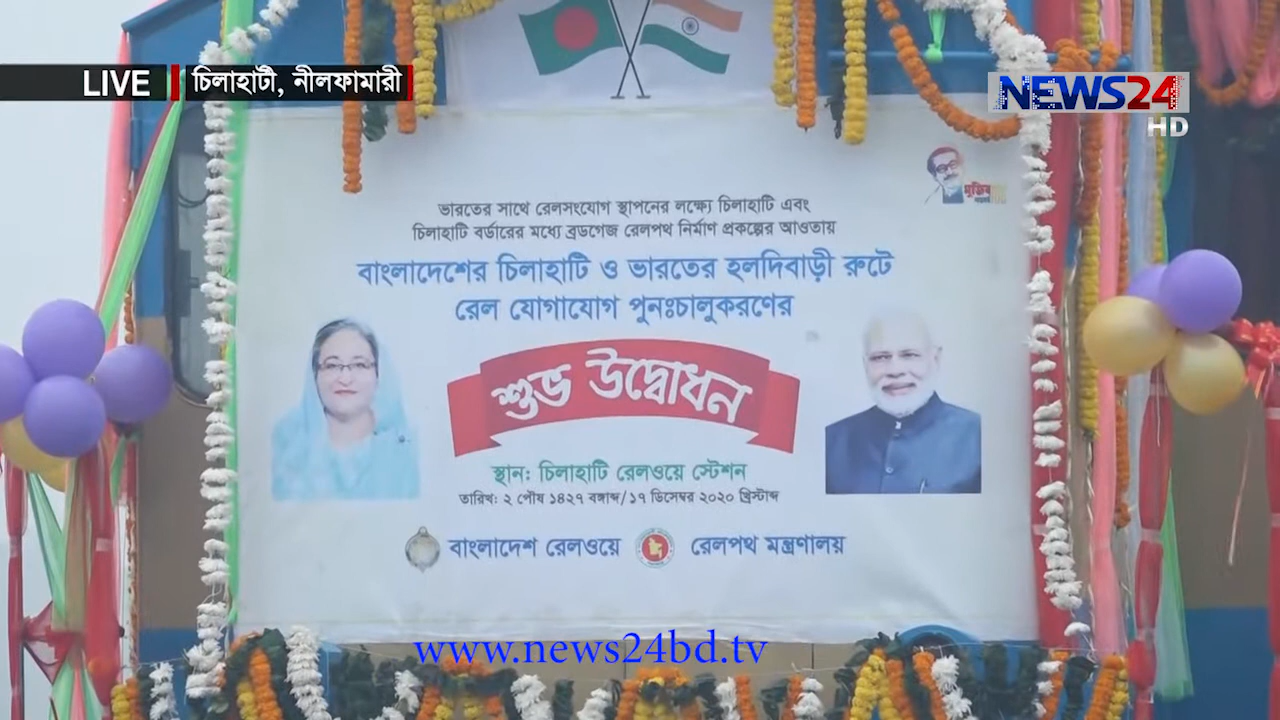 LIVE চিলাহাটী, নীলফামারী
NEWS24
HD
মুজিব
ভারতের সাথে রেলসংযোগ স্থাপনের লক্ষ্যে চিলাহাটি এবং
চিলাহাটি বর্ডারের মধ্যে ব্রডগেজ রেলপথ নির্মাণ প্রকল্পের আওতায়
বাংলাদেশের চিলাহাটি ও ভারতের হলদিবাড়ী রুটে
রেল যোগাযোগ পুনঃচালুকরণের
শুভ উদ্বোধন
স্থান: চিলাহাটি রেলওয়ে স্টেশন
তারিখ: ২ পৌষ ১৪২৭ বঙ্গাব্দ/১৭ ডিসেম্বর ২০২০ খ্রিস্টাব্দ
বাংলাদেশ রেলওয়ে রেলপথ মন্ত্রণালয়
www.news24bd.tv